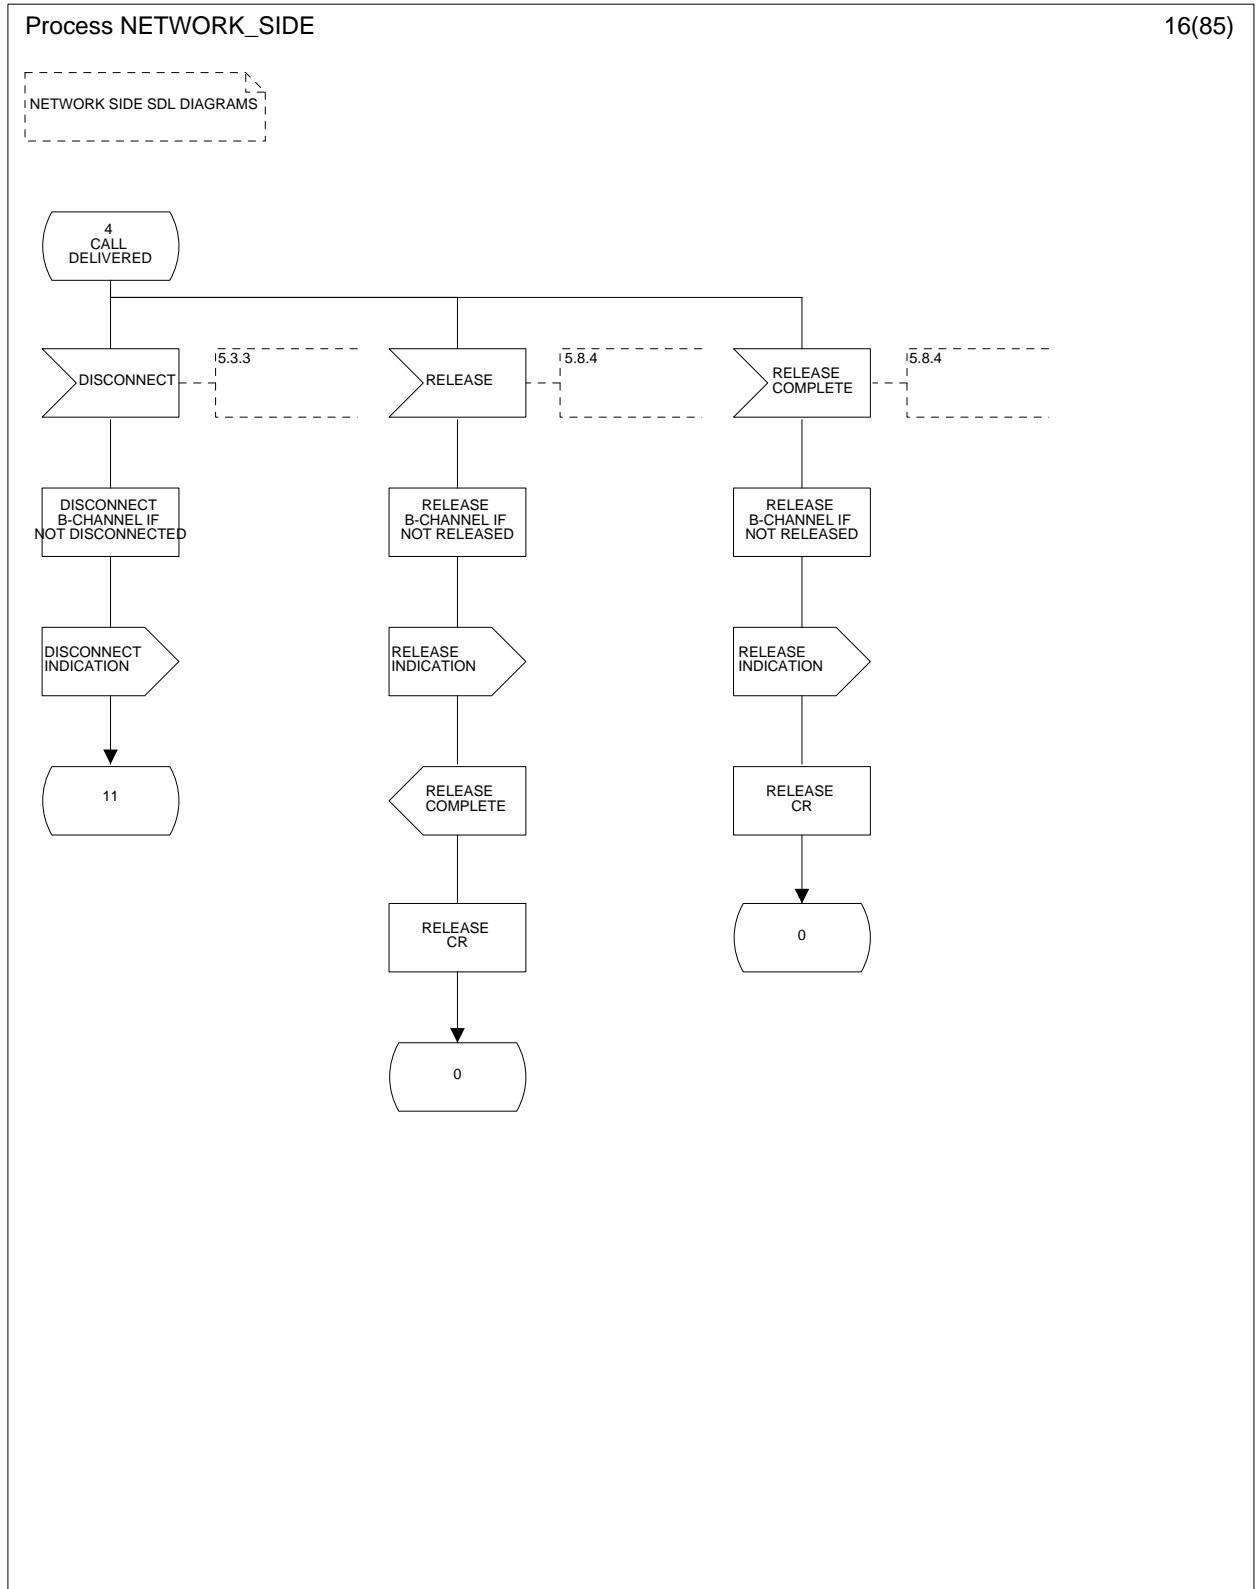 Process NETWORK_SIDE
16(85)
NETWORK SIDE SDL DIAGRAMS
4
CALL
DELIVERED
DISCONNECT
5.3.3
RELEASE
5.8.4
RELEASE
COMPLETE
5.8.4
DISCONNECT
B-CHANNEL IF
NOT DISCONNECTED
RELEASE
B-CHANNEL IF
NOT RELEASED
RELEASE
B-CHANNEL IF
NOT RELEASED
DISCONNECT
INDICATION
RELEASE
INDICATION
RELEASE
INDICATION
11
RELEASE
COMPLETE
RELEASE
CR
RELEASE
CR
0
0